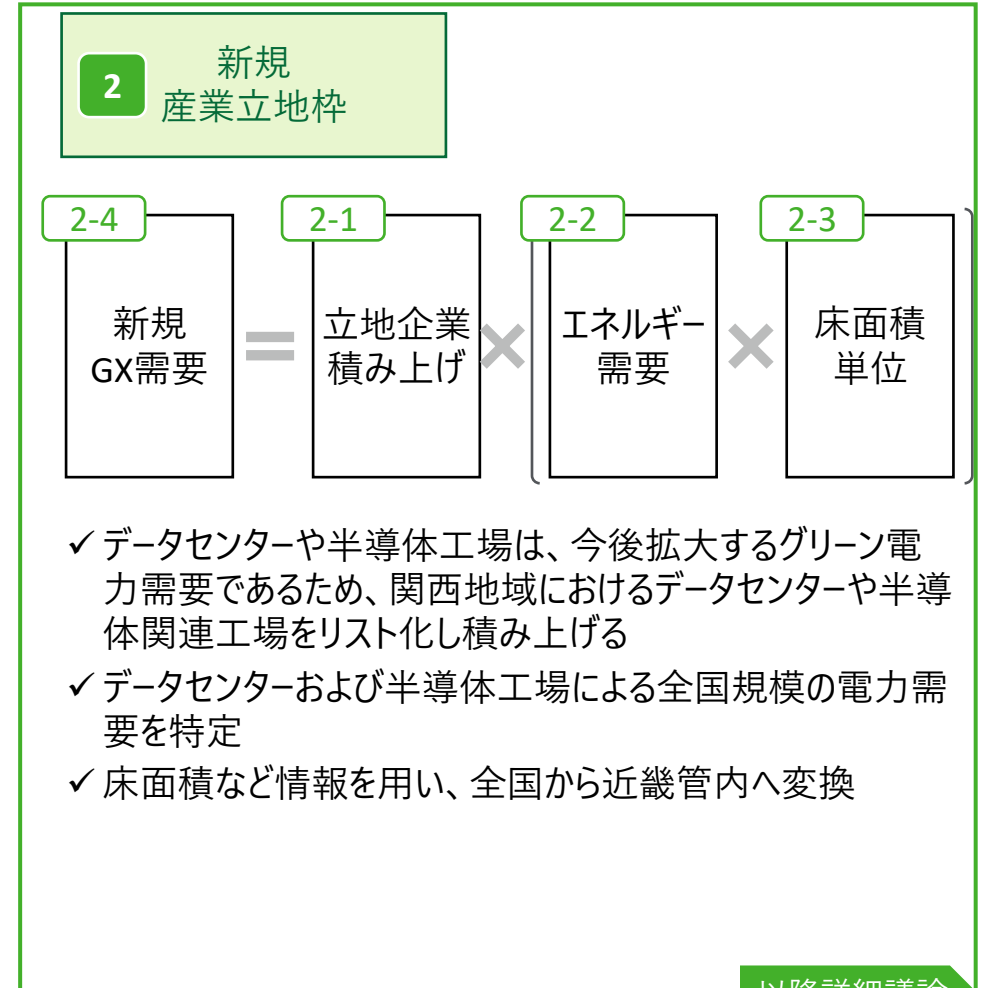 2
新規
産業立地枠
2-4
新規
GX需要
=
2-1
立地企業
積み上げ
×
2-2
エネルギー
需要
×
2-3
床面積
単位
✓データセンターや半導体工場は、今後拡大するグリーン電
力需要であるため、関西地域におけるデータセンターや半導
体関連工場をリスト化し積み上げる
✓データセンターおよび半導体工場による全国規模の電力需
要を特定
✓床面積など情報を用い、全国から近畿管内へ変換
以降詳細議論